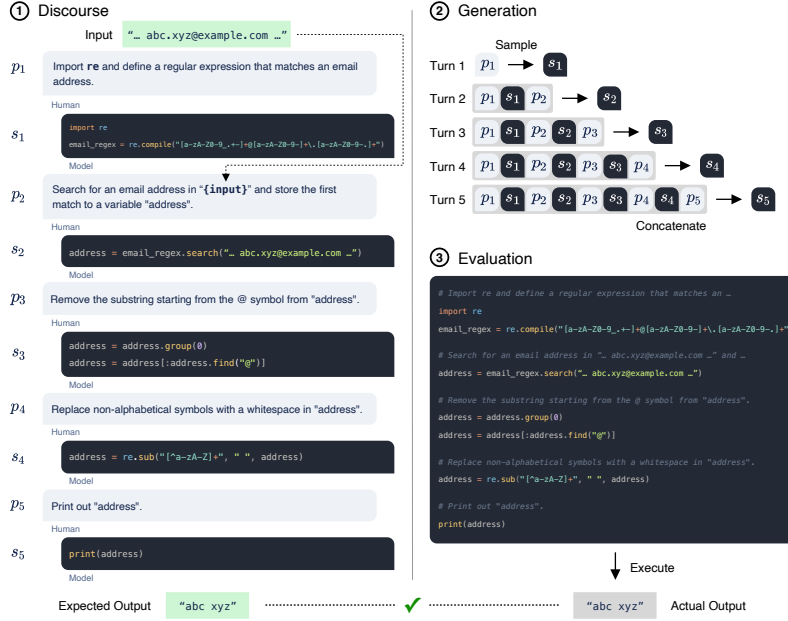 1 Discourse
Input "… abc.xyz@example.com …"
p1
Import re and define a regular expression that matches an email
address.
Human
s1
import re
email_regex = re.compile("[a-zA-Z0-9_.+-]+@[a-zA-Z0-9-]+\.[a-zA-Z0-9-.]+")
Model
p2
Search for an email address in “{input}” and store the first
match to a variable "address".
Human
s2
address = email_regex.search(“… abc.xyz@example.com …”)
Model
p3
Remove the substring starting from the @ symbol from "address".
Human
s3
address = address.group(0)
address = address[:address.find("@")]
Model
p4
Replace non-alphabetical symbols with a whitespace in "address".
Human
s4
address = re.sub("[^a-zA-Z]+", " ", address)
Model
p5
Print out "address".
Human
s5
print(address)
Model
Expected Output “abc xyz”
2 Generation
Sample
Turn 1 p1 s1
Turn 2 p1 s1 p2 s2
Turn 3 p1 s1 p2 s2 p3 s3
Turn 4 p1 s1 p2 s2 p3 s3 p4 s4
Turn 5 p1 s1 p2 s2 p3 s3 p4 s4 p5 s5
Concatenate
3 Evaluation
# Import re and define a regular expression that matches an …
import re
email_regex = re.compile("[a-zA-Z0-9_.+-]+@[a-zA-Z0-9-]+\.[a-zA-Z0-9-.]+"
# Search for an email address in “… abc.xyz@example.com …” and …
address = email_regex.search(“… abc.xyz@example.com …”)
# Remove the substring starting from the @ symbol from "address".
address = address.group(0)
address = address[:address.find("@")]
# Replace non-alphabetical symbols with a whitespace in "address".
address = re.sub("[^a-zA-Z]+", " ", address)
# Print out "address".
print(address)
Execute
“abc xyz” Actual Output